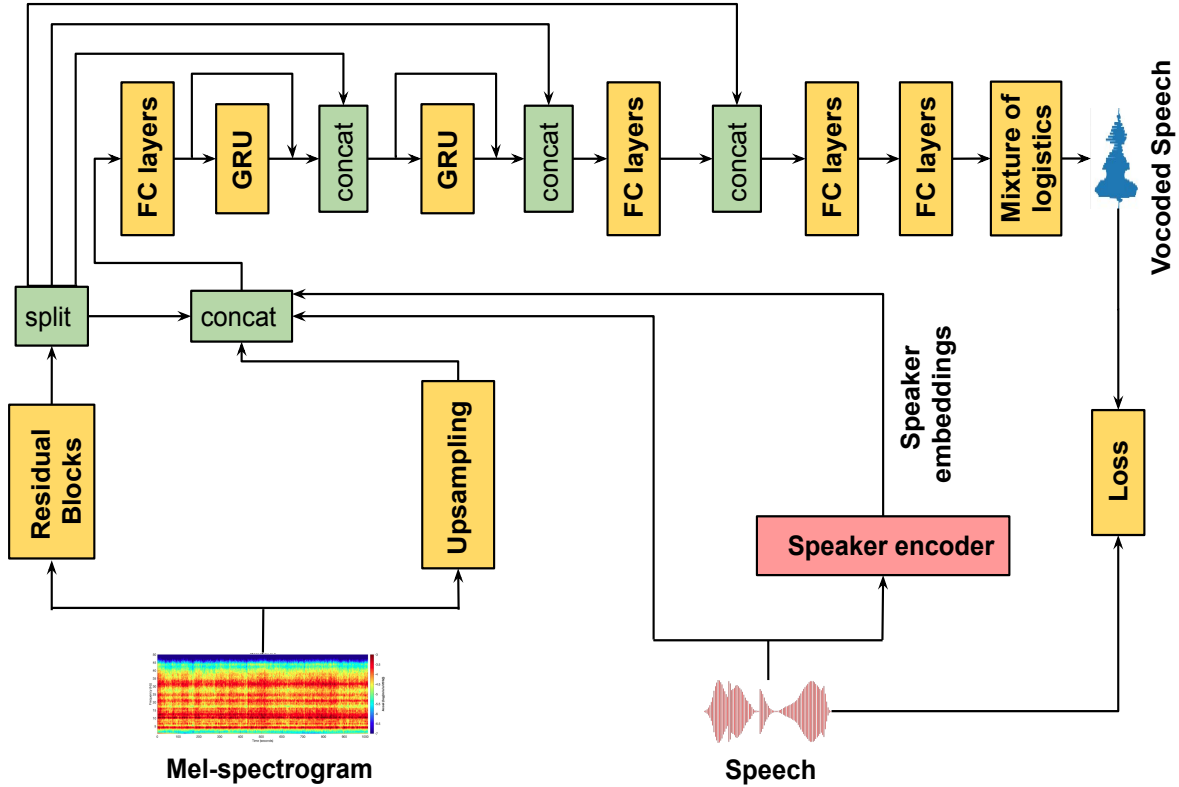 FC layers
GRU
concat
GRU
concat
FC layers
concat
FC layers
FC layers
Mixture of
logistics
Vocoded Speech
split
concat
Residual
Blocks
Upsampling
Speaker
embeddings
Speaker encoder
Loss
Mel-spectrogram
Speech